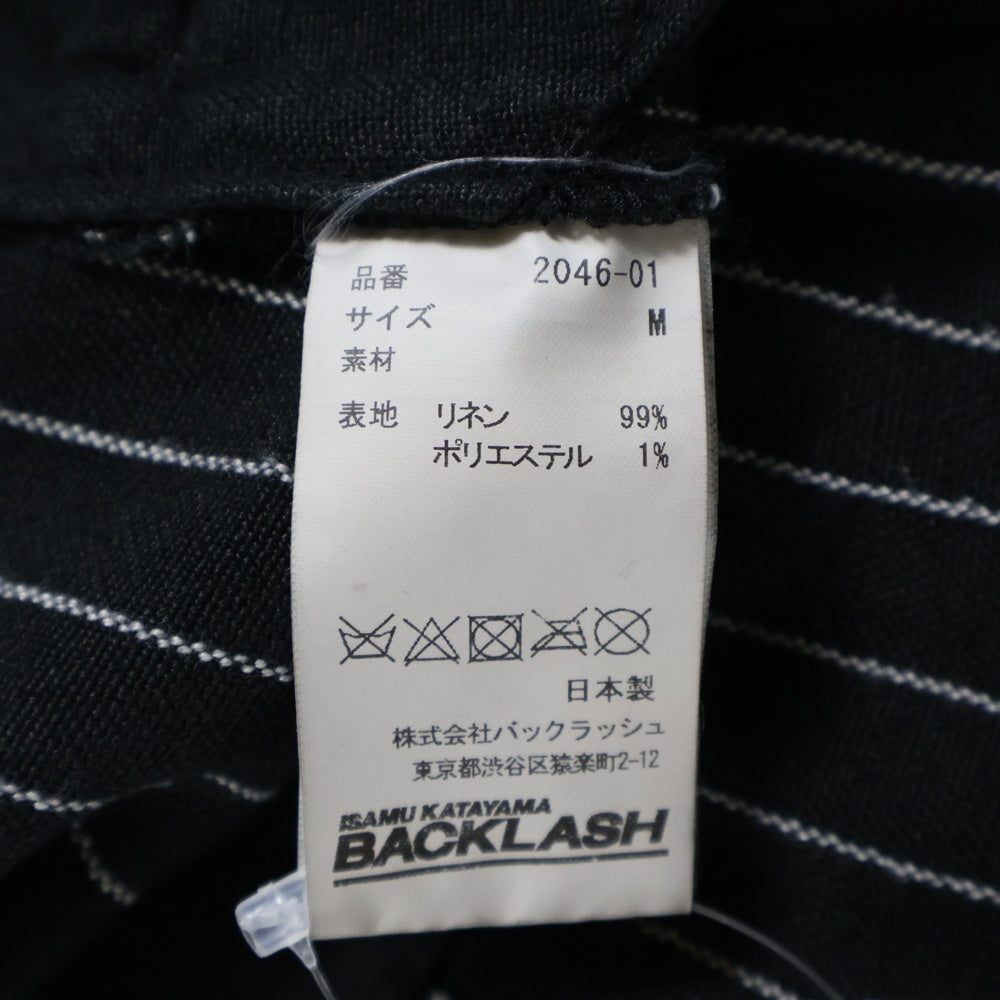 品番 2046-01
サイズ M
素材
表地 リネン 99%
ポリエステル 1%
日本製
株式会社バックラッシュ
東京都渋谷区猿楽町2-12
ISAMU KATAYAMA
BACKLASH